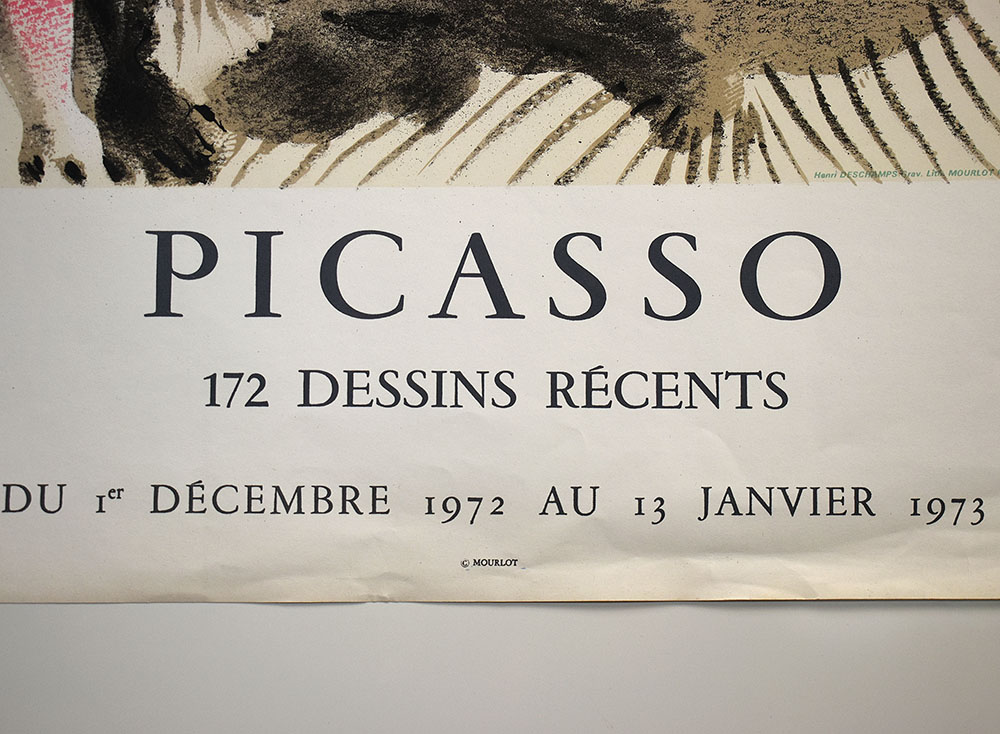 Henri DESCHAMPS Grav. Lith. MOURLOT
PICASSO
172 DESSINS RÉCENTS
DU 1er DÉCEMBRE 1972 AU 13 JANVIER 1973
© MOURLOT